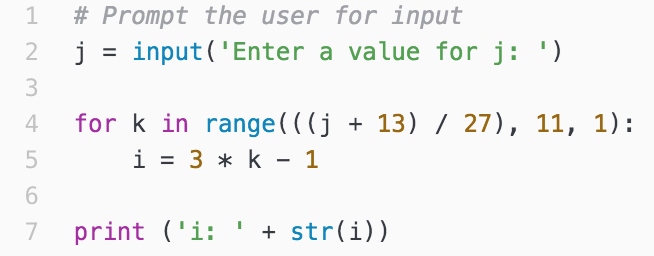 1 # Prompt the user for input
2 j = input('Enter a value for j: ')
3
4 for k in range(((j + 13) / 27), 11, 1):
5     i = 3 * k - 1
6
7 print ('i: ' + str(i))